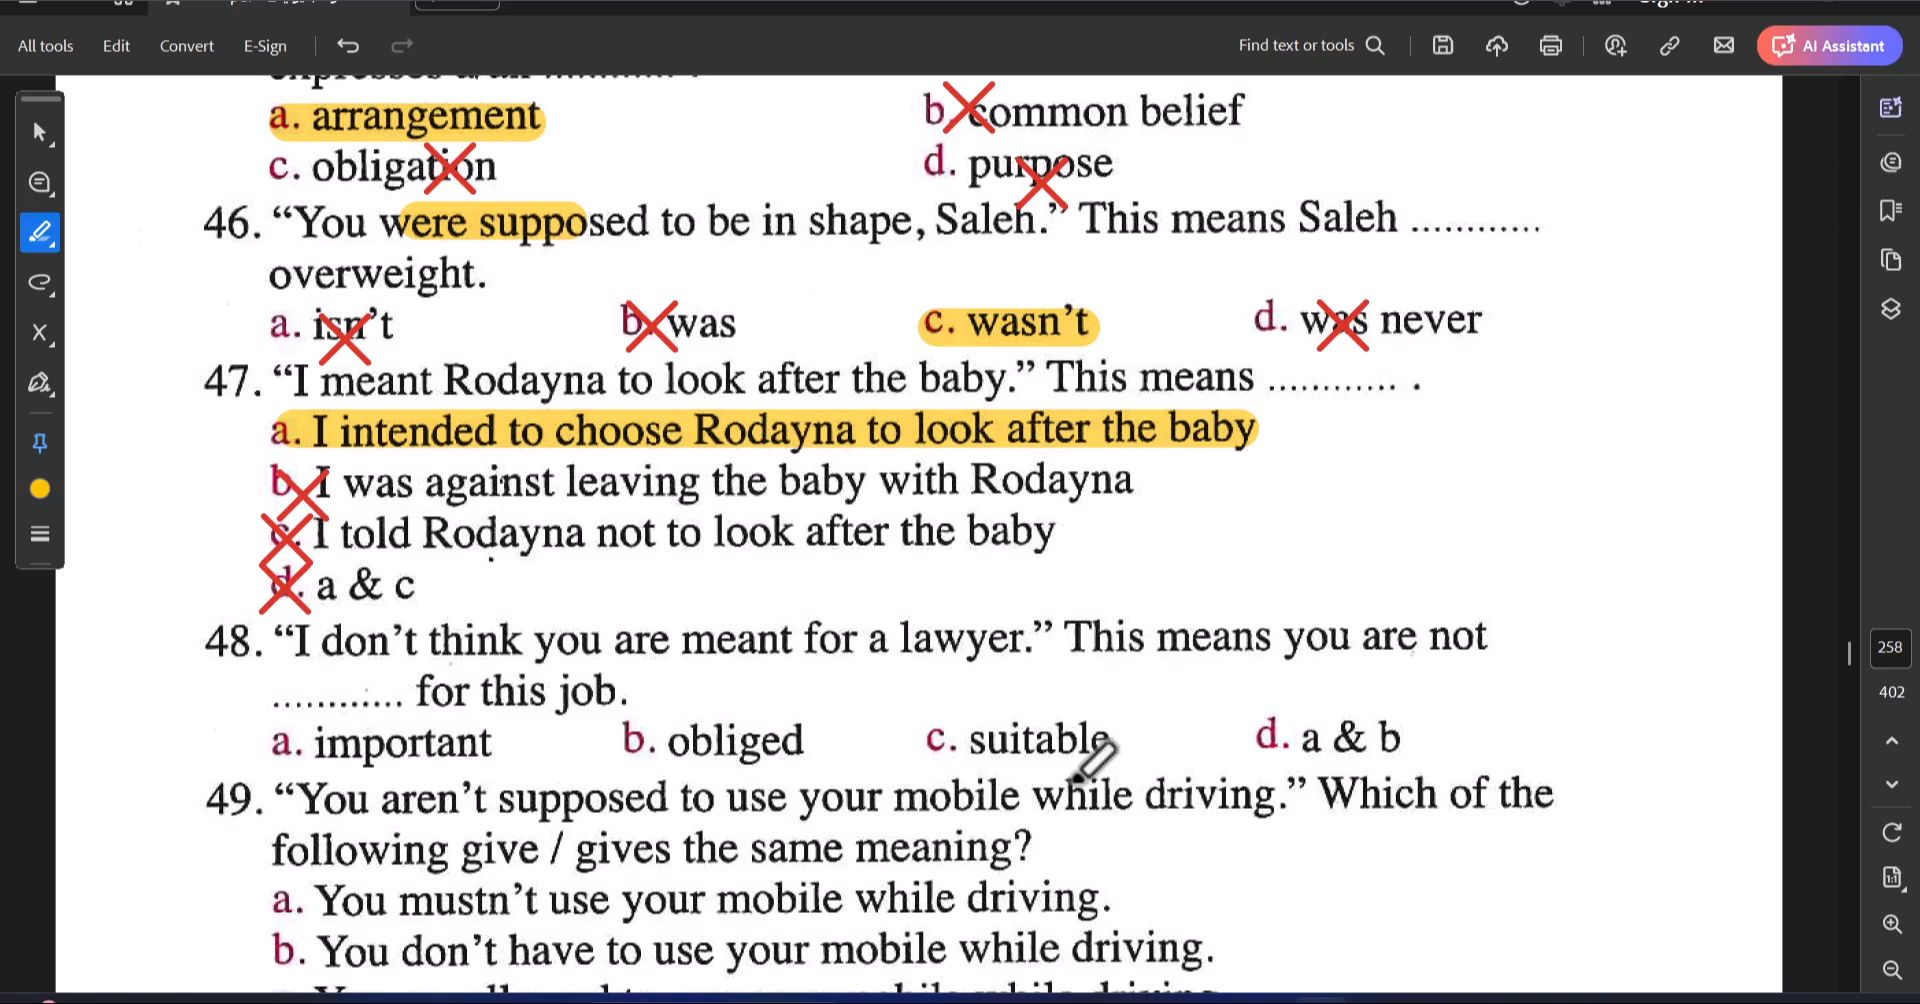 All tools Edit Convert E-Sign Find text or tools AI Assistant
a. arrangement b. common belief
c. obligation d. purpose
46. “You were supposed to be in shape, Saleh.” This means Saleh ............
overweight.
a. isn’t b. was c. wasn’t d. was never
47. “I meant Rodayna to look after the baby.” This means ............ .
a. I intended to choose Rodayna to look after the baby
b. I was against leaving the baby with Rodayna
c. I told Rodayna not to look after the baby
d. a & c
48. “I don’t think you are meant for a lawyer.” This means you are not
............ for this job.
a. important b. obliged c. suitable d. a & b
49. “You aren’t supposed to use your mobile while driving.” Which of the
following give / gives the same meaning?
a. You mustn’t use your mobile while driving.
b. You don’t have to use your mobile while driving.
258
402